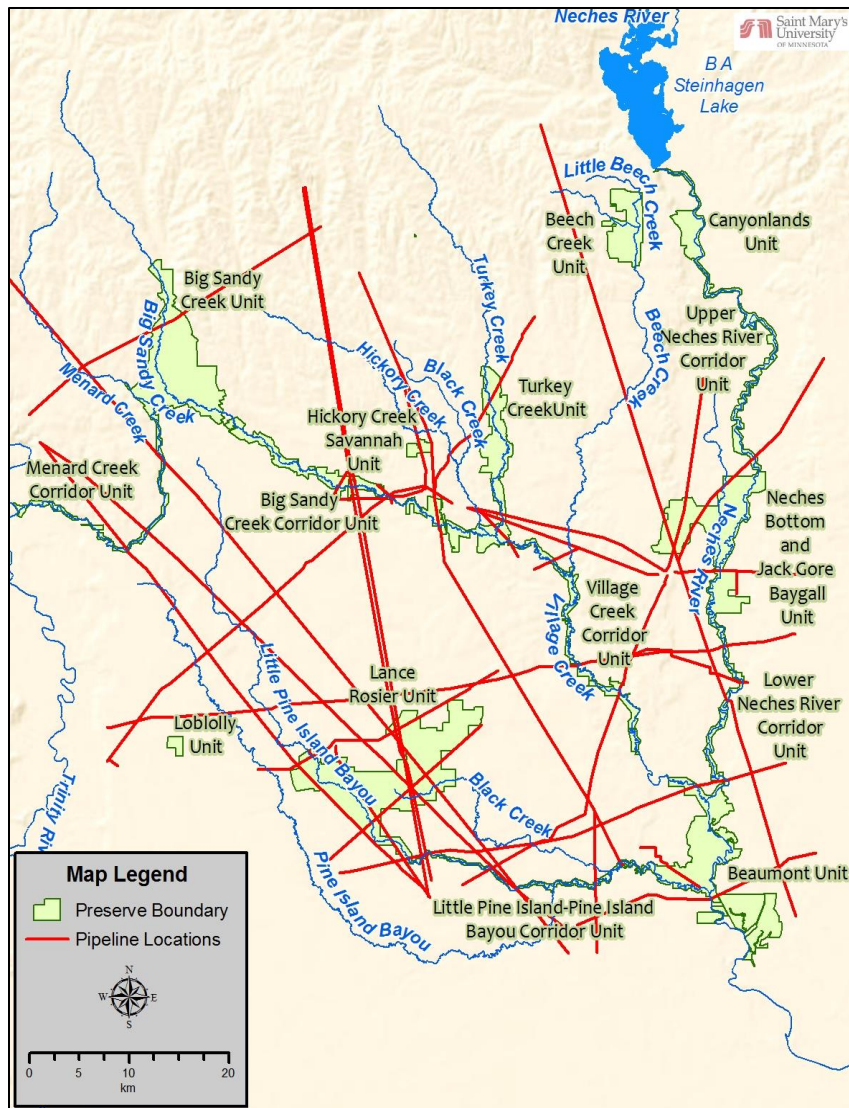 Neches River
Saint Mary's
University
OF MINNESOTA
B A
Steinhagen
Lake
Little Beech Creek
Beech
Creek
Unit
Canyonlands
Unit
Big Sandy
Creek Unit
Turkey Creek
Upper
Neches River
Corridor
Unit
Big Sandy Creek
Beech Creek
Menard Creek
Hickory Creek
Black Creek
Turkey
CreekUnit
Hickory Creek
Savannah
Unit
Menard Creek
Corridor Unit
Big Sandy
Creek Corridor Unit
Neches
Bottom
and
Jack Gore
Baygall
Unit
Neches River
Village
Creek
Corridor
Unit
Village Creek
Little Pine Island Bayou
Lance
Rosier Unit
Lower
Neches River
Corridor
Unit
Loblolly
Unit
Trinity Rive
Black Creek
Pine Island Bayou
Beaumont Unit
Little Pine Island-Pine Island
Bayou Corridor Unit
Map Legend
Preserve Boundary
Pipeline Locations
N
W E
S
0 5 10 20
km